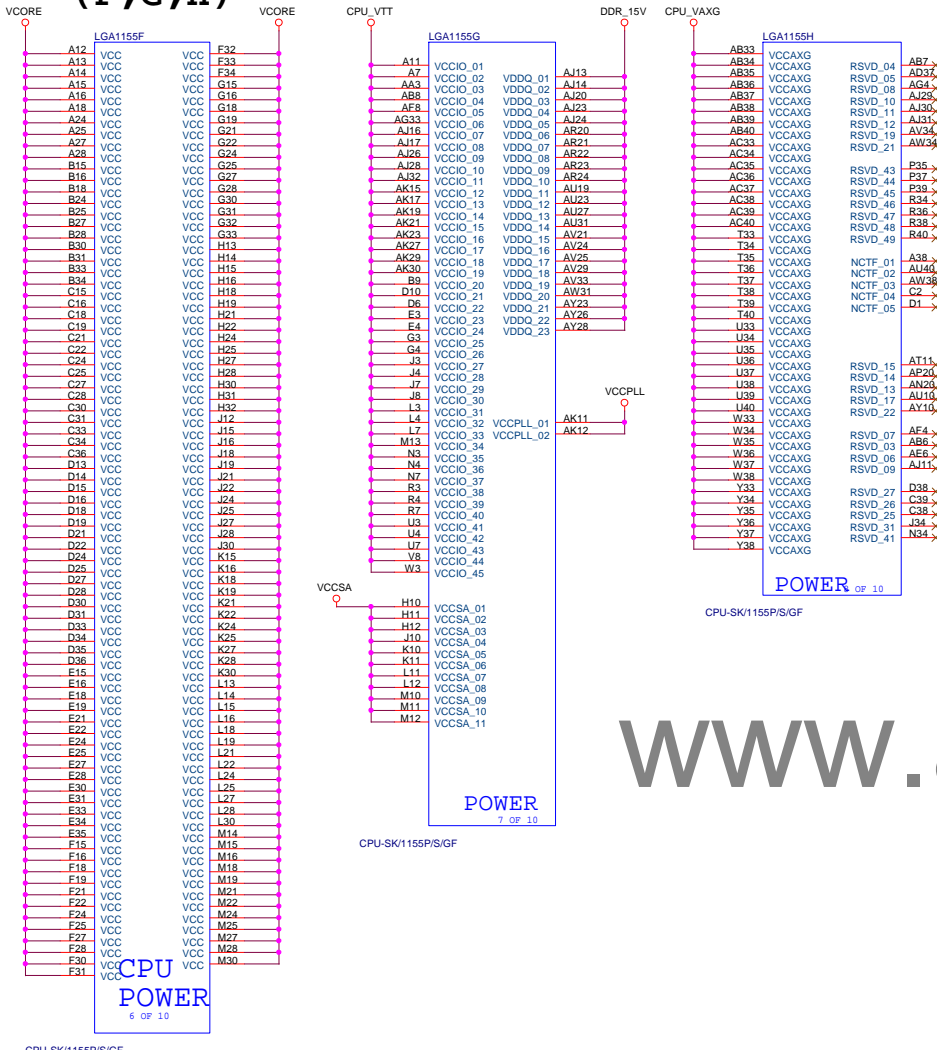 (F,G,H)
VCORE VCORE
LGA1155F
A12 VCC VCC F32
A13 VCC VCC F33
A14 VCC VCC F34
A15 VCC VCC G15
A16 VCC VCC G16
A18 VCC VCC G18
A24 VCC VCC G19
A25 VCC VCC G21
A27 VCC VCC G22
A28 VCC VCC G24
B15 VCC VCC G25
B16 VCC VCC G27
B18 VCC VCC G28
B24 VCC VCC G30
B25 VCC VCC G31
B27 VCC VCC G32
B28 VCC VCC G33
B30 VCC VCC H13
B31 VCC VCC H14
B33 VCC VCC H15
B34 VCC VCC H16
C15 VCC VCC H18
C16 VCC VCC H19
C18 VCC VCC H21
C19 VCC VCC H22
C21 VCC VCC H24
C22 VCC VCC H25
C24 VCC VCC H27
C25 VCC VCC H28
C27 VCC VCC H30
C28 VCC VCC H31
C30 VCC VCC H32
C31 VCC VCC J12
C33 VCC VCC J15
C34 VCC VCC J16
C36 VCC VCC J18
D13 VCC VCC J19
D14 VCC VCC J21
D15 VCC VCC J22
D16 VCC VCC J24
D18 VCC VCC J25
D19 VCC VCC J27
D21 VCC VCC J28
D22 VCC VCC J30
D24 VCC VCC K15
D25 VCC VCC K16
D27 VCC VCC K18
D28 VCC VCC K19
D30 VCC VCC K21
D31 VCC VCC K22
D33 VCC VCC K24
D34 VCC VCC K25
D35 VCC VCC K27
D36 VCC VCC K28
E15 VCC VCC K30
E16 VCC VCC L13
E18 VCC VCC L14
E19 VCC VCC L15
E21 VCC VCC L16
E22 VCC VCC L18
E24 VCC VCC L19
E25 VCC VCC L21
E27 VCC VCC L22
E28 VCC VCC L24
E30 VCC VCC L25
E31 VCC VCC L27
E33 VCC VCC L28
E34 VCC VCC L30
E35 VCC VCC M14
F15 VCC VCC M15
F16 VCC VCC M16
F18 VCC VCC M18
F19 VCC VCC M19
F21 VCC VCC M21
F22 VCC VCC M22
F24 VCC VCC M24
F25 VCC VCC M25
F27 VCC VCC M27
F28 VCC VCC M28
F30 VCC VCC M30
F31 VCC
CPU
POWER
6 OF 10
CPU-SK/1155P/S/GF
CPU_VTT DDR_15V
LGA1155G
A11 VCCIO_01
A7 VCCIO_02 VDDQ_01 AJ13
AA3 VCCIO_03 VDDQ_02 AJ14
AB8 VCCIO_04 VDDQ_03 AJ20
AF8 VCCIO_05 VDDQ_04 AJ23
AG33 VCCIO_06 VDDQ_05 AJ24
AJ16 VCCIO_07 VDDQ_06 AR20
AJ17 VCCIO_08 VDDQ_07 AR21
AJ26 VCCIO_09 VDDQ_08 AR22
AJ28 VCCIO_10 VDDQ_09 AR23
AJ32 VCCIO_11 VDDQ_10 AR24
AK15 VCCIO_12 VDDQ_11 AU19
AK17 VCCIO_13 VDDQ_12 AU23
AK19 VCCIO_14 VDDQ_13 AU27
AK21 VCCIO_15 VDDQ_14 AU31
AK23 VCCIO_16 VDDQ_15 AV21
AK27 VCCIO_17 VDDQ_16 AV24
AK29 VCCIO_18 VDDQ_17 AV25
AK30 VCCIO_19 VDDQ_18 AV29
B9 VCCIO_20 VDDQ_19 AV33
D10 VCCIO_21 VDDQ_20 AW31
D6 VCCIO_22 VDDQ_21 AY23
E3 VCCIO_23 VDDQ_22 AY26
E4 VCCIO_24 VDDQ_23 AY28
G3 VCCIO_25
G4 VCCIO_26
J3 VCCIO_27
J4 VCCIO_28
J7 VCCIO_29
J8 VCCIO_30
L3 VCCIO_31
VCCPLL
L4 VCCIO_32 VCCPLL_01 AK11
L7 VCCIO_33 VCCPLL_02 AK12
M13 VCCIO_34
N3 VCCIO_35
N4 VCCIO_36
N7 VCCIO_37
R3 VCCIO_38
R4 VCCIO_39
R7 VCCIO_40
U3 VCCIO_41
U4 VCCIO_42
U7 VCCIO_43
V8 VCCIO_44
W3 VCCIO_45
VCCSA
H10 VCCSA_01
H11 VCCSA_02
H12 VCCSA_03
J10 VCCSA_04
K10 VCCSA_05
K11 VCCSA_06
L11 VCCSA_07
L12 VCCSA_08
M10 VCCSA_09
M11 VCCSA_10
M12 VCCSA_11
POWER
7 OF 10
CPU-SK/1155P/S/GF
CPU_VAXG
LGA1155H
AB33 VCCAXG
AB34 VCCAXG RSVD_04 AB7
AB35 VCCAXG RSVD_05 AD37
AB36 VCCAXG RSVD_08 AG4
AB37 VCCAXG RSVD_10 AJ29
AB38 VCCAXG RSVD_11 AJ30
AB39 VCCAXG RSVD_12 AJ31
AB40 VCCAXG RSVD_19 AV34
AC33 VCCAXG RSVD_21 AW34
AC34 VCCAXG
AC35 VCCAXG RSVD_43 P35
AC36 VCCAXG RSVD_44 P37
AC37 VCCAXG RSVD_45 P39
AC38 VCCAXG RSVD_46 R34
AC39 VCCAXG RSVD_47 R36
AC40 VCCAXG RSVD_48 R38
T33 VCCAXG RSVD_49 R40
T34 VCCAXG
T35 VCCAXG NCTF_01 A38
T36 VCCAXG NCTF_02 AU40
T37 VCCAXG NCTF_03 AW38
T38 VCCAXG NCTF_04 C2
T39 VCCAXG NCTF_05 D1
T40 VCCAXG
U33 VCCAXG
U34 VCCAXG
U35 VCCAXG
U36 VCCAXG RSVD_15 AT11
U37 VCCAXG RSVD_14 AP20
U38 VCCAXG RSVD_13 AN20
U39 VCCAXG RSVD_17 AU10
U40 VCCAXG RSVD_22 AY10
W33 VCCAXG
W34 VCCAXG RSVD_07 AF4
W35 VCCAXG RSVD_03 AB6
W36 VCCAXG RSVD_06 AE6
W37 VCCAXG RSVD_09 AJ11
W38 VCCAXG
Y33 VCCAXG RSVD_27 D38
Y34 VCCAXG RSVD_26 C39
Y35 VCCAXG RSVD_25 C38
Y36 VCCAXG RSVD_31 J34
Y37 VCCAXG RSVD_41 N34
Y38 VCCAXG
POWER
OF 10
CPU-SK/1155P/S/GF
www.